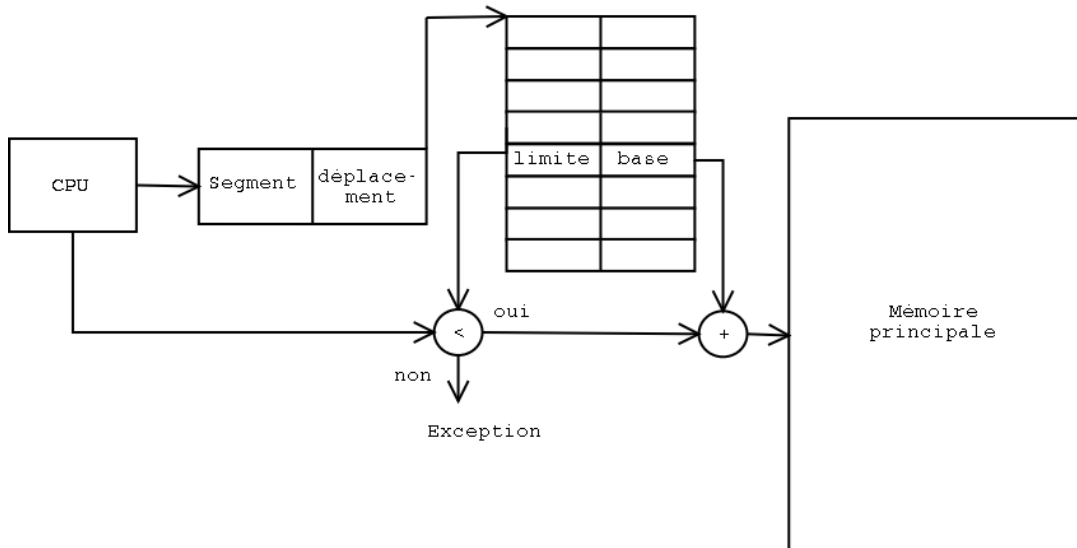 limite base
CPU
Segment
déplace-
ment
oui
<
+
Mémoire
principale
non
Exception